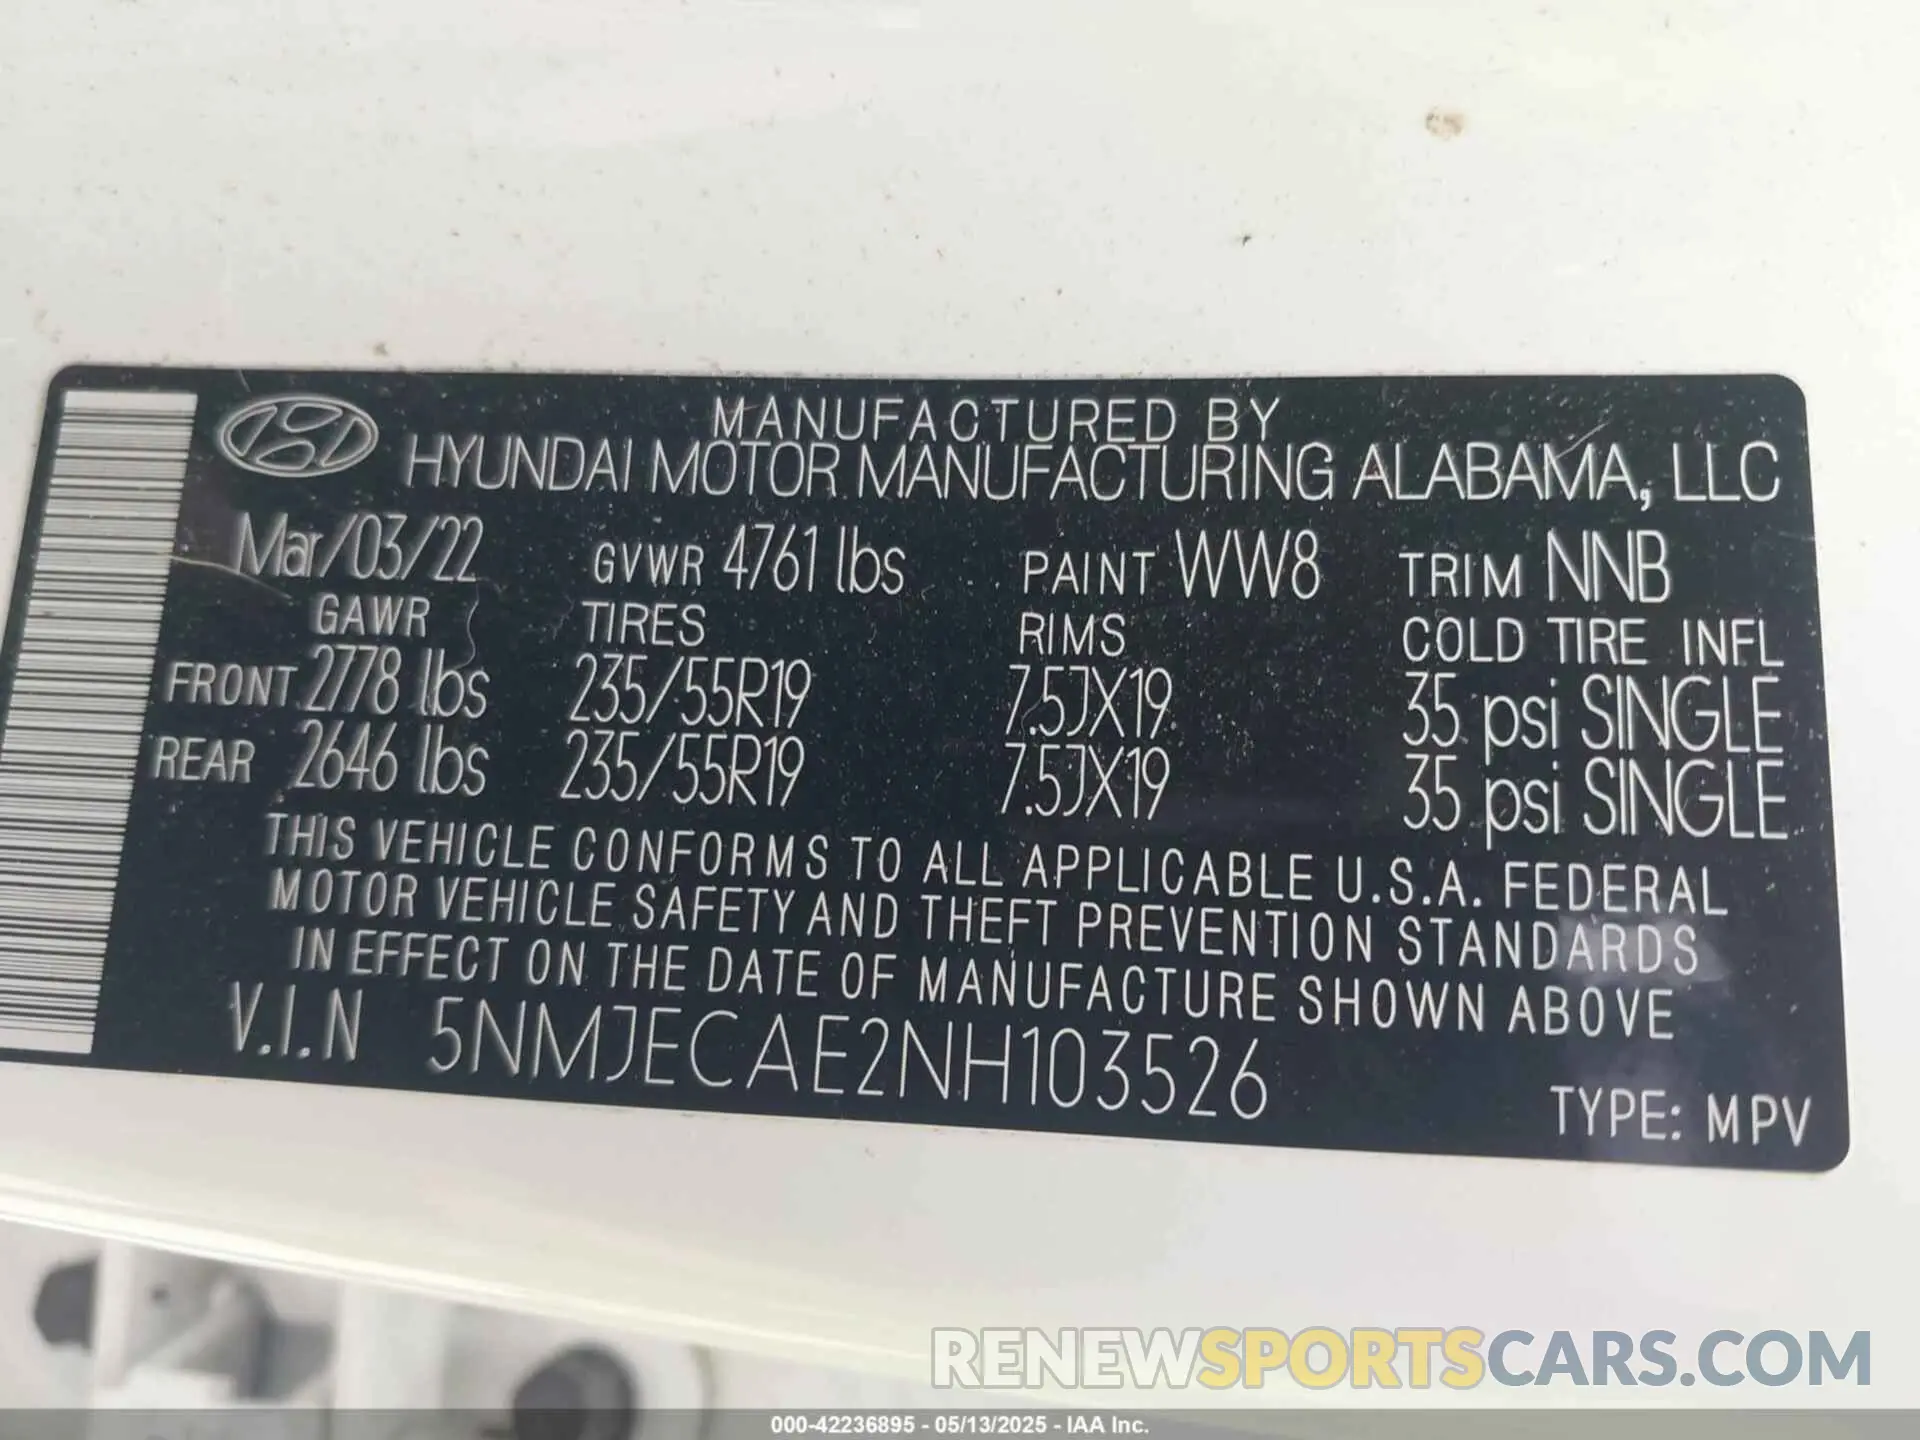 MANUFACTURED BY
HYUNDAI MOTOR MANUFACTURING ALABAMA, LLC
Mar/03/22 GVWR 4761 lbs PAINT WW8 TRIM NNB
GAWR TIRES RIMS COLD TIRE INFL
FRONT 2778 lbs 235/55R19 7.5JX19 35 psi SINGLE
REAR 2646 lbs 235/55R19 7.5JX19 35 psi SINGLE
THIS VEHICLE CONFORMS TO ALL APPLICABLE U.S.A. FEDERAL
MOTOR VEHICLE SAFETY AND THEFT PREVENTION STANDARDS
IN EFFECT ON THE DATE OF MANUFACTURE SHOWN ABOVE
V.I.N 5NMJECAE2NH103526
TYPE: MPV
RENEWSPORTSCARS.COM
000-42236895 - 05/13/2025 - IAA Inc.